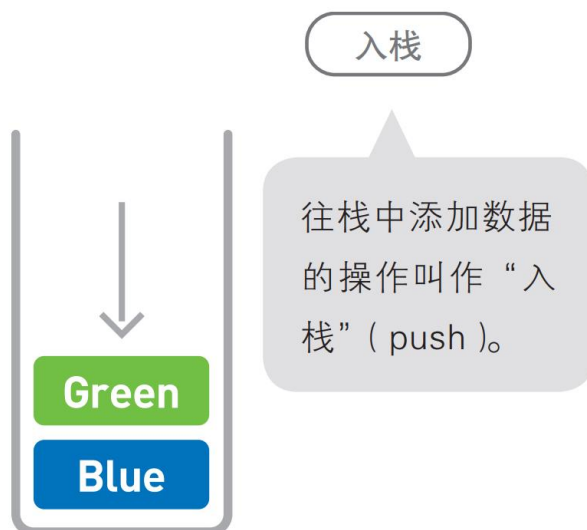 入栈
往栈中添加数据
的操作叫作“入
栈”( push )。
Green
Blue